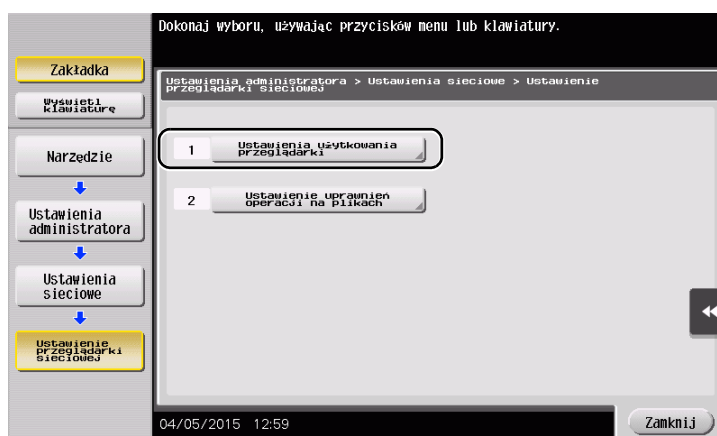 Dokonaj wyboru, używając przycisków menu lub klawiatury.
Zakładka
Wyświetl
klawiaturę
Ustawienia administratora > Ustawienia sieciowe > Ustawienie
przeglądarki sieciowej
1 Ustawienia użytkowania
przeglądarki
2 Ustawienie uprawnień
operacji na plikach
Narzędzie
Ustawienia
administratora
Ustawienia
sieciowe
Ustawienie
przeglądarki
sieciowej
04/05/2015 12:59
Zamknij